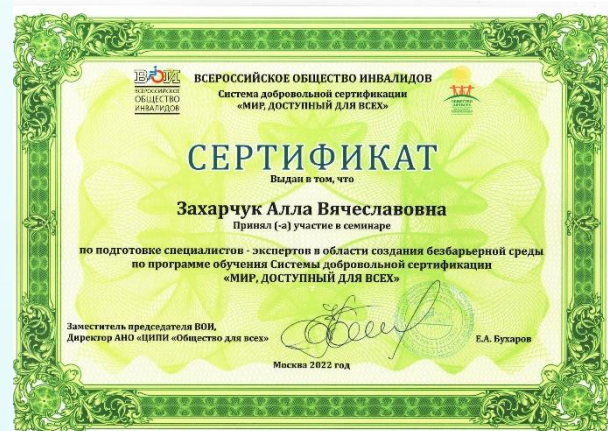 ВОИ
ВСЕРОССИЙСКОЕ
ОБЩЕСТВО
ИНВАЛИДОВ
ВСЕРОССИЙСКОЕ ОБЩЕСТВО ИНВАЛИДОВ
Система добровольной сертификации
«МИР, ДОСТУПНЫЙ ДЛЯ ВСЕХ»
СЕРТИФИКАТ
Выдан в том, что
Захарчук Алла Вячеславовна
Принял (-а) участие в семинаре
по подготовке специалистов - экспертов в области создания безбарьерной среды
по программе обучения Системы добровольной сертификации
«МИР, ДОСТУПНЫЙ ДЛЯ ВСЕХ»
Заместитель председателя ВОИ,
Директор АНО «ЦИПИ «Общество для всех»
Е.А. Бухаров
Москва 2022 год